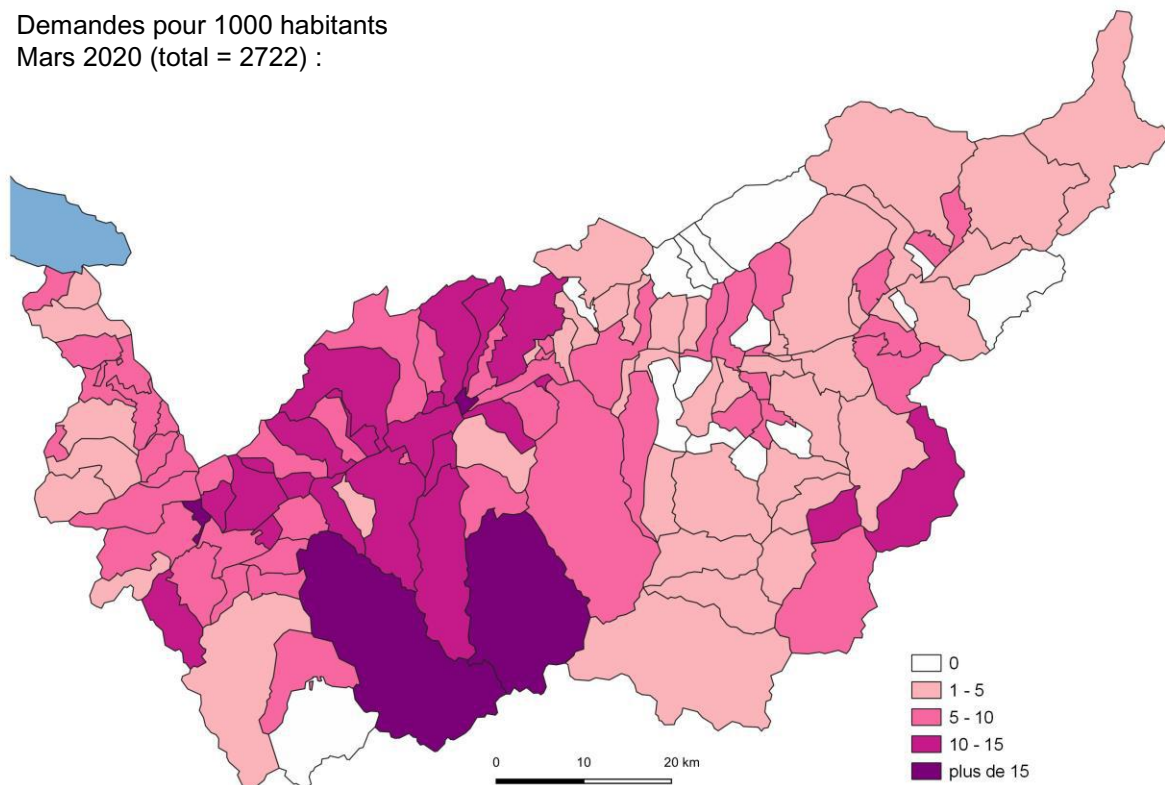 Demandes pour 1000 habitants
Mars 2020 (total = 2722) :
0
1 - 5
5 - 10
10 - 15
plus de 15
0 10 20 km